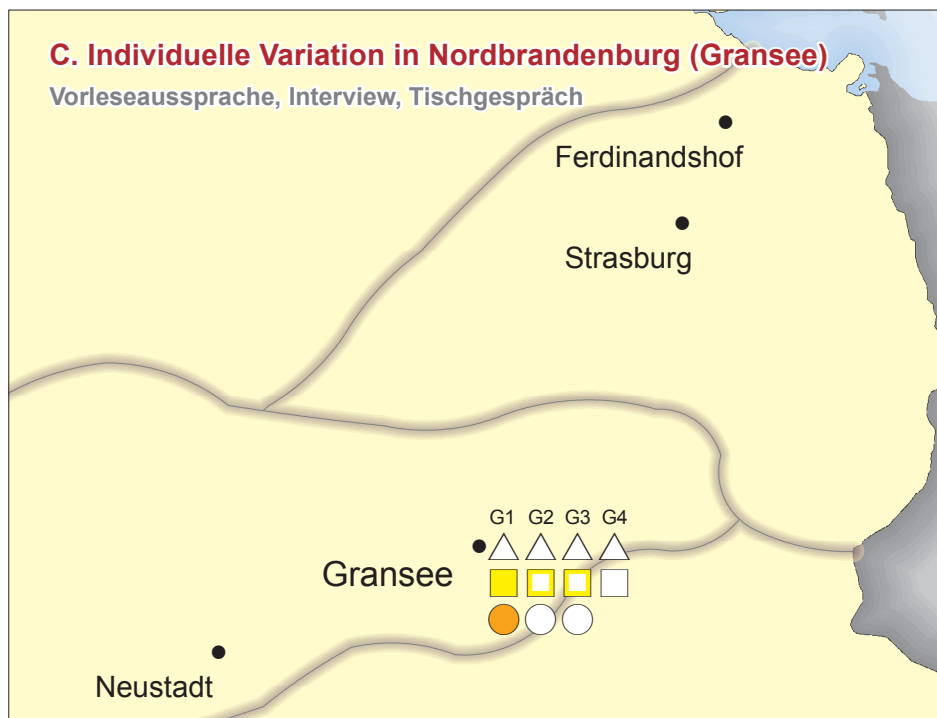 C. Individuelle Variation in Nordbrandenburg (Gransee)
Vorleseaussprache, Interview, Tischgespräch
Ferdinandshof
Strasburg
G1 G2 G3 G4
Gransee
Neustadt